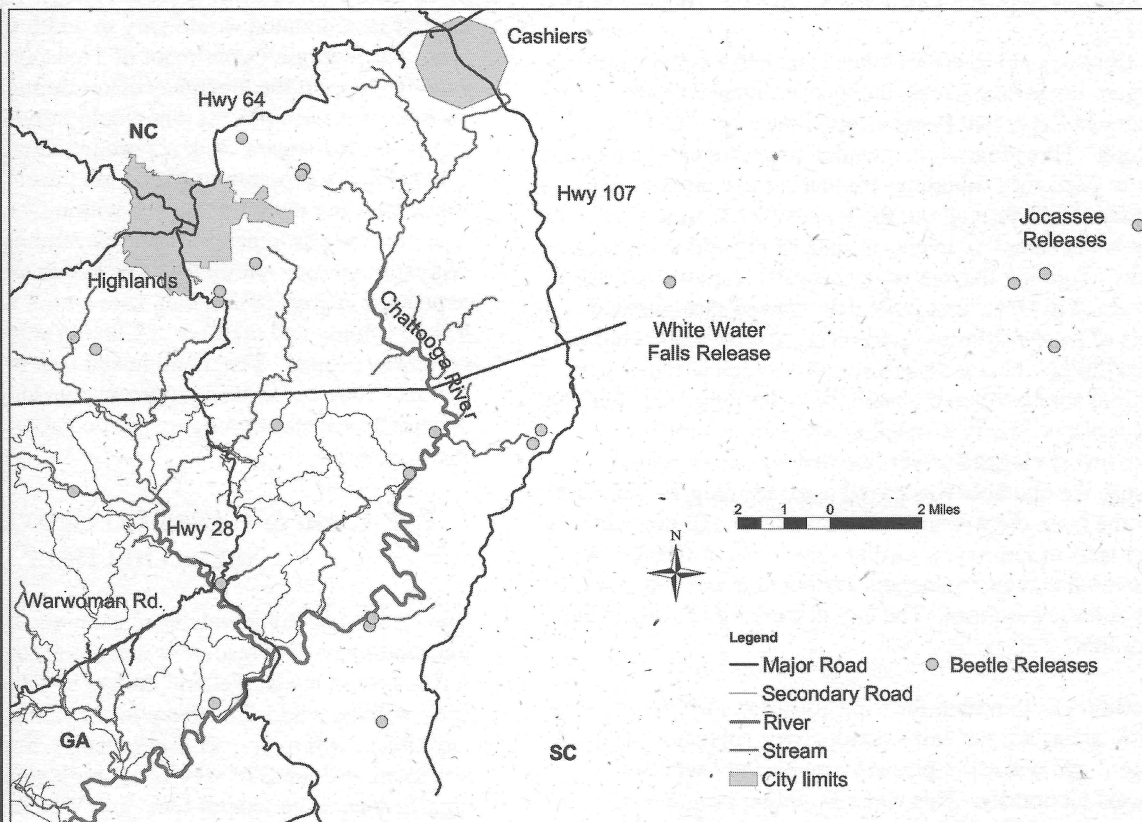 Cashiers
Hwy 64
NC
Hwy 107
Jocassee
Releases
Highlands
Chattooga River
White Water
Falls Release
Hwy 28
2 1 0 2 Miles
N
Warwoman Rd.
Legend
Major Road
Beetle Releases
Secondary Road
River
Stream
City limits
GA
SC